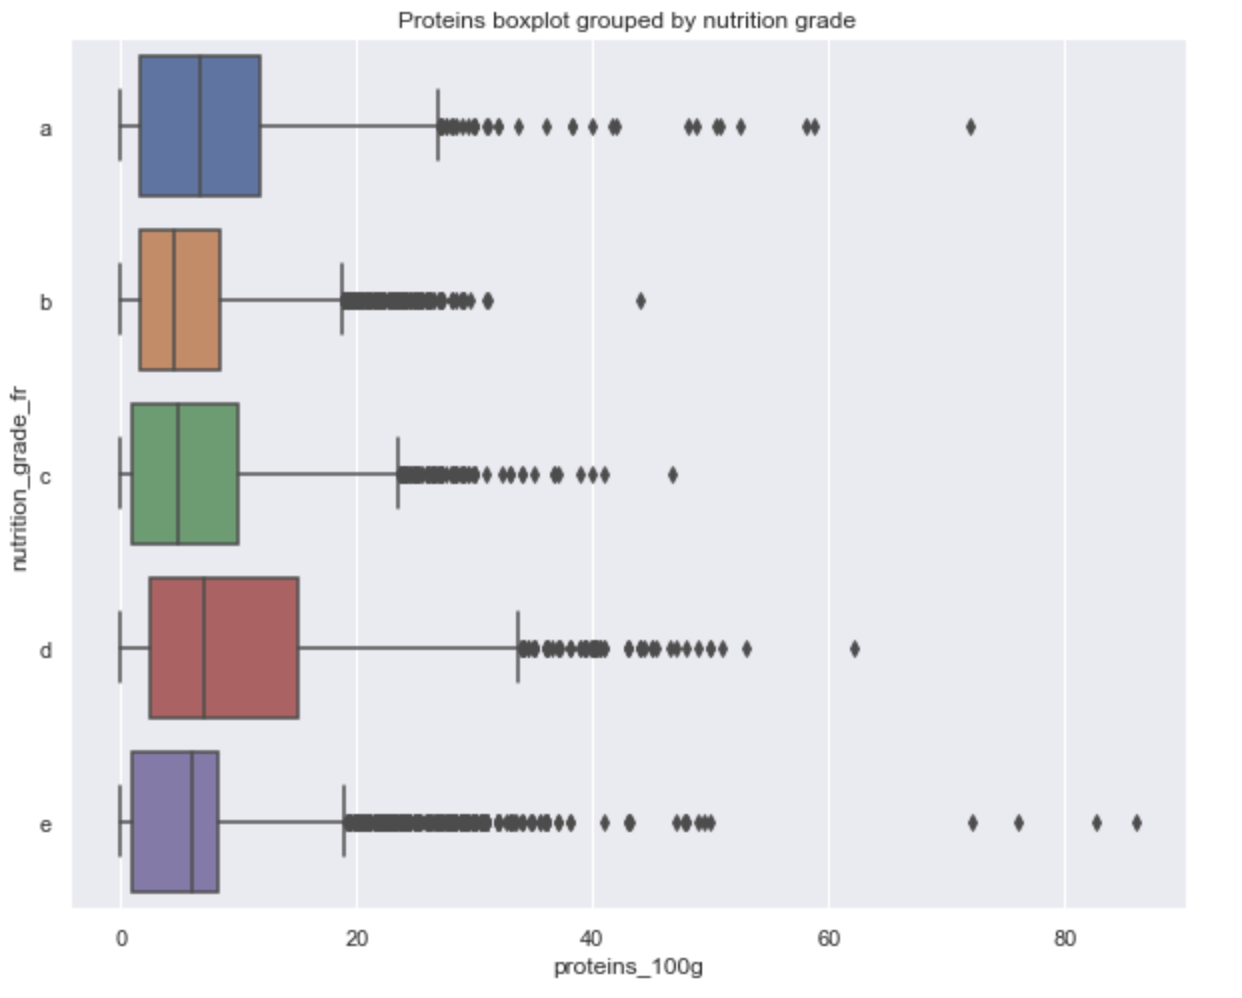 Proteins boxplot grouped by nutrition grade
a
b
c
d
e
nutrition_grade_fr
0 20 40 60 80
proteins_100g